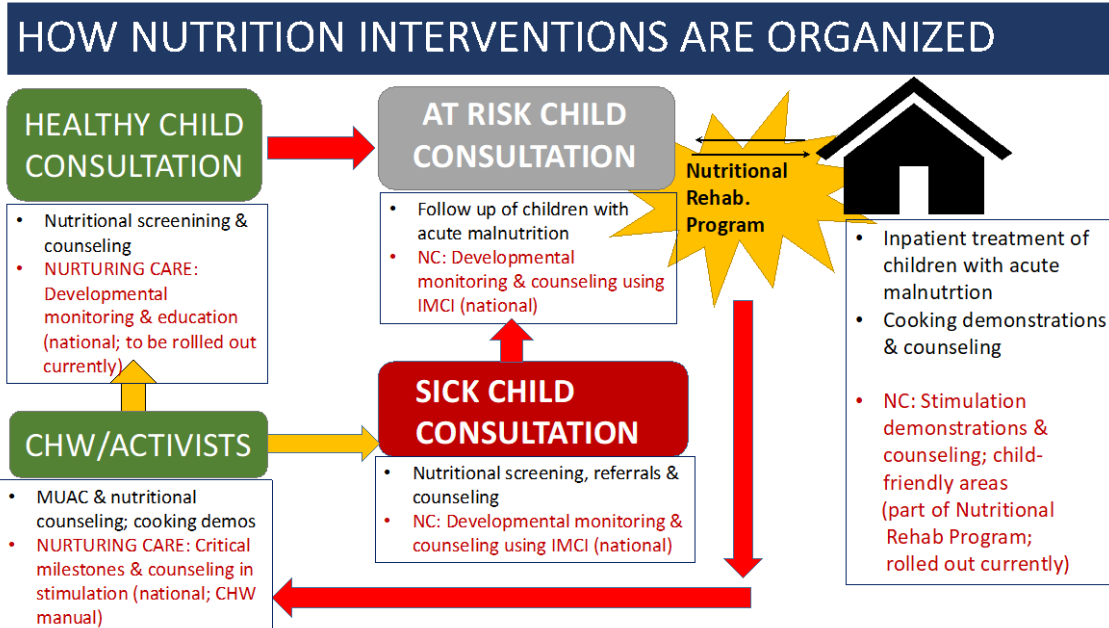 HOW NUTRITION INTERVENTIONS ARE ORGANIZED
HEALTHY CHILD
CONSULTATION
• Nutritional screenining &
counseling
• NURTURING CARE:
Developmental
monitoring & education
(national; to be rollled out
currently)
AT RISK CHILD
CONSULTATION
• Follow up of children with
acute malnutrition
• NC: Developmental
monitoring & counseling using
IMCI (national)
Nutritional
Rehab.
Program
• Inpatient treatment of
children with acute
malnutrtion
• Cooking demonstrations
& counseling
• NC: Stimulation
demonstrations &
counseling; child-
friendly areas
(part of Nutritional
Rehab Program;
rolled out currently)
CHW/ACTIVISTS
• MUAC & nutritional
counseling; cooking demos
• NURTURING CARE: Critical
milestones & counseling in
stimulation (national; CHW
manual)
SICK CHILD
CONSULTATION
• Nutritional screening, referrals &
counseling
• NC: Developmental monitoring &
counseling using IMCI (national)